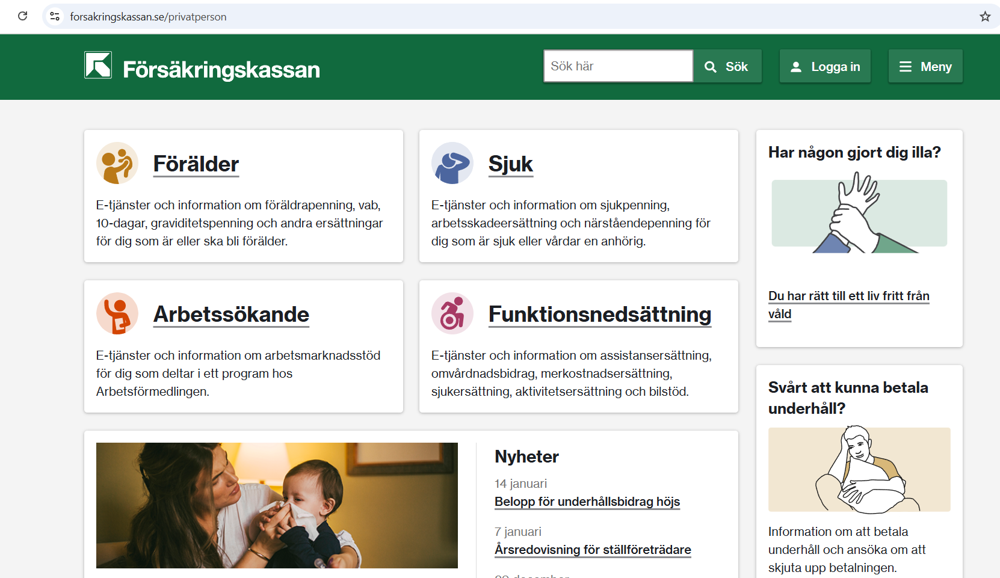 forsakringskassan.se/privatperson
Försäkringskassan
Sök här
Sök
Logga in
Meny
Förälder
E-tjänster och information om föräldrapenning, vab,
10-dagar, graviditetspenning och andra ersättningar
för dig som är eller ska bli förälder.
Sjuk
E-tjänster och information om sjukpenning,
arbetsskadeersättning och närståendepenning för
dig som är sjuk eller vårdar en anhörig.
Arbetssökande
E-tjänster och information om arbetsmarknadsstöd
för dig som deltar i ett program hos
Arbetsförmedlingen.
Funktionsnedsättning
E-tjänster och information om assistansersättning,
omvårdnadsbidrag, merkostnadsersättning,
sjukersättning, aktivitetsersättning och bilstöd.
Nyheter
14 januari
Belopp för underhållsbidrag höjs
7 januari
Årsredovisning för ställföreträdare
Har någon gjort dig illa?
Du har rätt till ett liv fritt från
våld
Svårt att kunna betala
underhåll?
Information om att betala
underhåll och ansöka om att
skjuta upp betalningen.